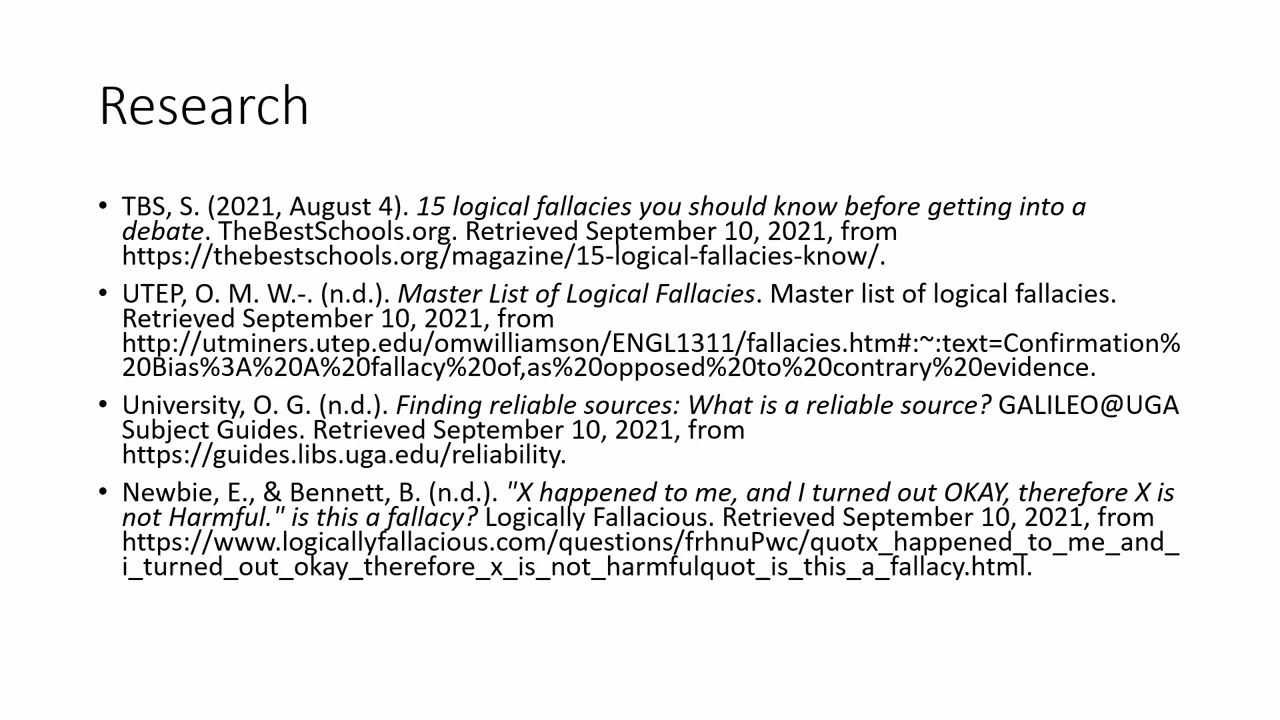 Research
• TBS, S. (2021, August 4). 15 logical fallacies you should know before getting into a
debate. TheBestSchools.org. Retrieved September 10, 2021, from
https://thebestschools.org/magazine/15-logical-fallacies-know/.
• UTEP, O. M. W.-. (n.d.). Master List of Logical Fallacies. Master list of logical fallacies.
Retrieved September 10, 2021, from
http://utminers.utep.edu/omwilliamson/ENGL1311/fallacies.htm#:~:text=Confirmation%
20Bias%3A%20A%20fallacy%20of,as%20opposed%20to%20contrary%20evidence.
• University, O. G. (n.d.). Finding reliable sources: What is a reliable source? GALILEO@UGA
Subject Guides. Retrieved September 10, 2021, from
https://guides.libs.uga.edu/reliability.
• Newbie, E., & Bennett, B. (n.d.). "X happened to me, and I turned out OKAY, therefore X is
not Harmful." is this a fallacy? Logically Fallacious. Retrieved September 10, 2021, from
https://www.logicallyfallacious.com/questions/frhnuPwc/quotx_happened_to_me_and_
i_turned_out_okay_therefore_x_is_not_harmfulquot_is_this_a_fallacy.html.